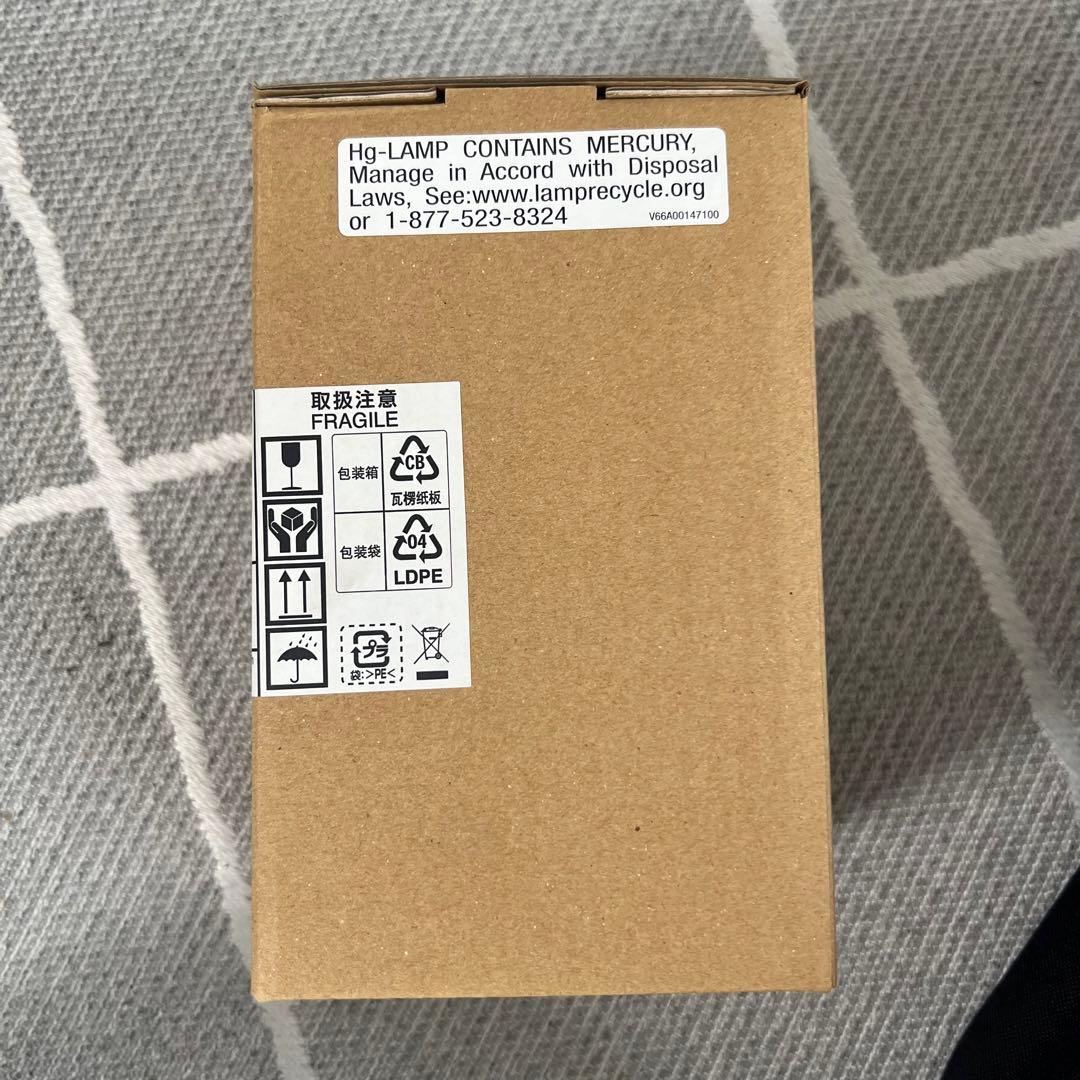 Hg-LAMP CONTAINS MERCURY,
Manage in Accord with Disposal
Laws, See:www.lamprecycle.org
or 1-877-523-8324
V66A00147100
取扱注意
FRAGILE
包装箱
CB
瓦楞纸板
包装袋
04
LDPE
プラ
袋:>PE<